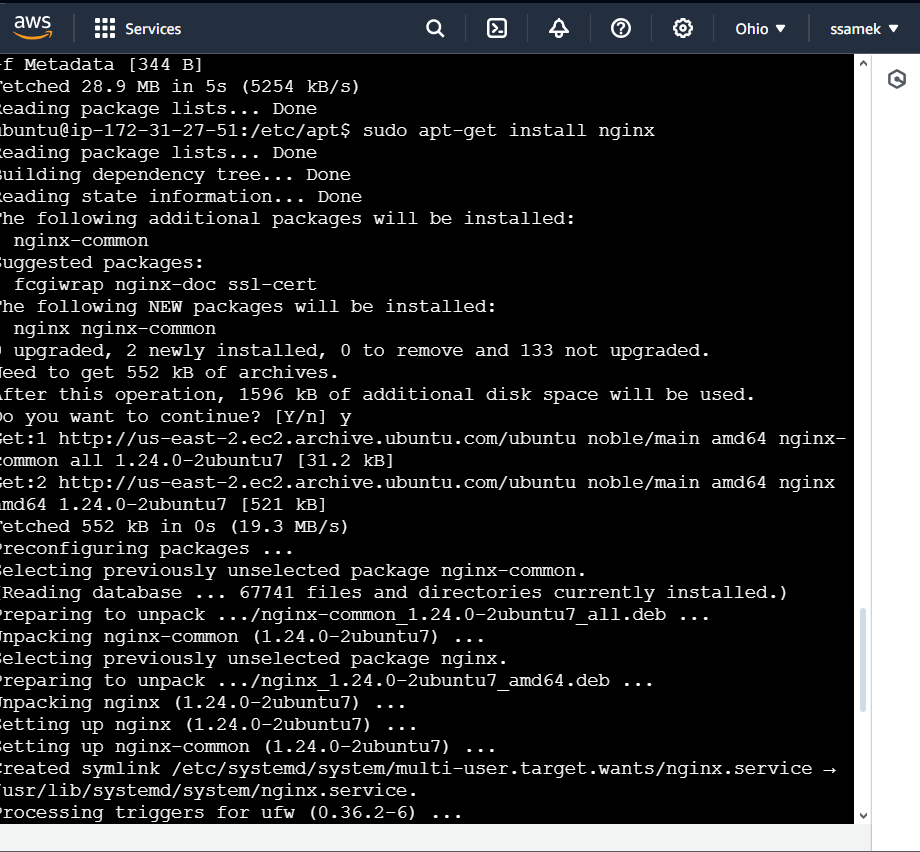 aws
Services
Ohio
ssamek
-f Metadata [344 B]
Fetched 28.9 MB in 5s (5254 kB/s)
Reading package lists... Done
ubuntu@ip-172-31-27-51:/etc/apt$ sudo apt-get install nginx
Reading package lists... Done
Building dependency tree... Done
Reading state information... Done
The following additional packages will be installed:
nginx-common
Suggested packages:
fcgiwrap nginx-doc ssl-cert
The following NEW packages will be installed:
nginx nginx-common
0 upgraded, 2 newly installed, 0 to remove and 133 not upgraded.
Need to get 552 kB of archives.
After this operation, 1596 kB of additional disk space will be used.
Do you want to continue? [Y/n] y
Get:1 http://us-east-2.ec2.archive.ubuntu.com/ubuntu noble/main amd64 nginx-
common all 1.24.0-2ubuntu7 [31.2 kB]
Get:2 http://us-east-2.ec2.archive.ubuntu.com/ubuntu noble/main amd64 nginx
amd64 1.24.0-2ubuntu7 [521 kB]
Fetched 552 kB in 0s (19.3 MB/s)
Preconfiguring packages ...
Selecting previously unselected package nginx-common.
(Reading database ... 67741 files and directories currently installed.)
Preparing to unpack .../nginx-common_1.24.0-2ubuntu7_all.deb ...
Unpacking nginx-common (1.24.0-2ubuntu7) ...
Selecting previously unselected package nginx.
Preparing to unpack .../nginx_1.24.0-2ubuntu7_amd64.deb ...
Unpacking nginx (1.24.0-2ubuntu7) ...
Setting up nginx (1.24.0-2ubuntu7) ...
Setting up nginx-common (1.24.0-2ubuntu7) ...
Created symlink /etc/systemd/system/multi-user.target.wants/nginx.service →
/usr/lib/systemd/system/nginx.service.
Processing triggers for ufw (0.36.2-6) ...